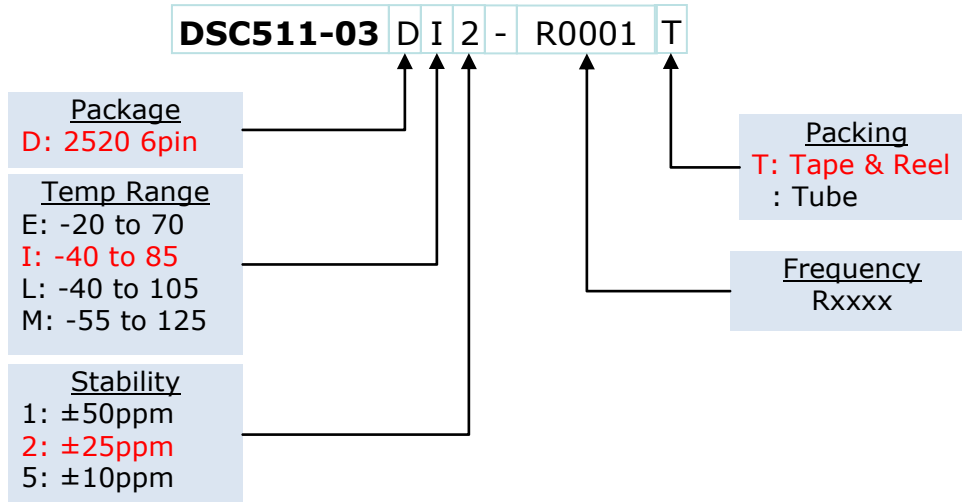 DSC511-03 D I 2 - R0001 T
Package
D: 2520 6pin
Temp Range
E: -20 to 70
I: -40 to 85
L: -40 to 105
M: -55 to 125
Stability
1: ±50ppm
2: ±25ppm
5: ±10ppm
Packing
T: Tape & Reel
: Tube
Frequency
Rxxxx